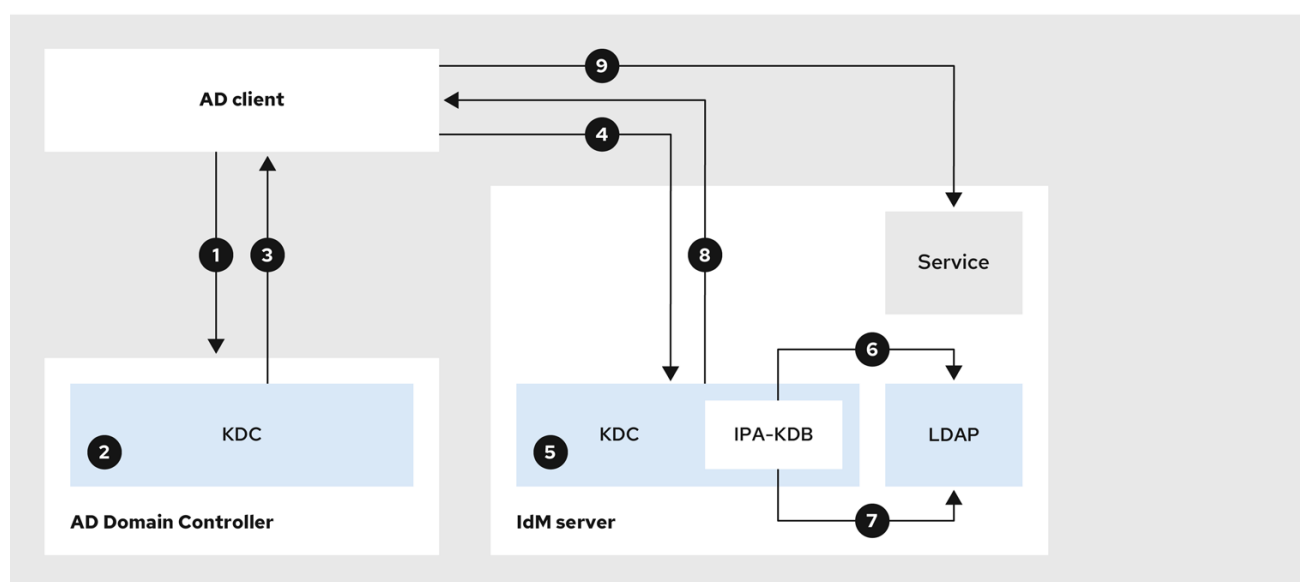 9
AD client
4
1
3
8
Service
6
KDC
2
KDC
5
IPA-KDB
LDAP
AD Domain Controller
IdM server
7